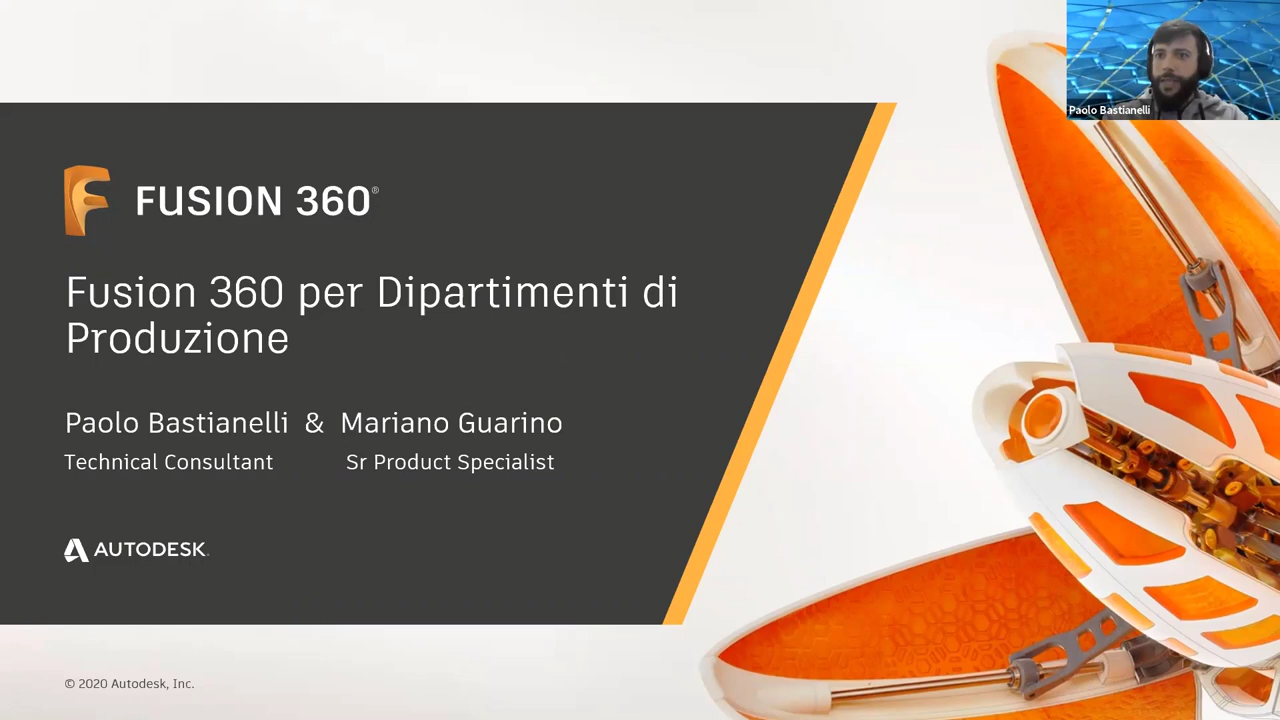 Paolo Bastianelli
FUSION 360®
Fusion 360 per Dipartimenti di
Produzione
Paolo Bastianelli & Mariano Guarino
Technical Consultant Sr Product Specialist
AUTODESK.
© 2020 Autodesk, Inc.